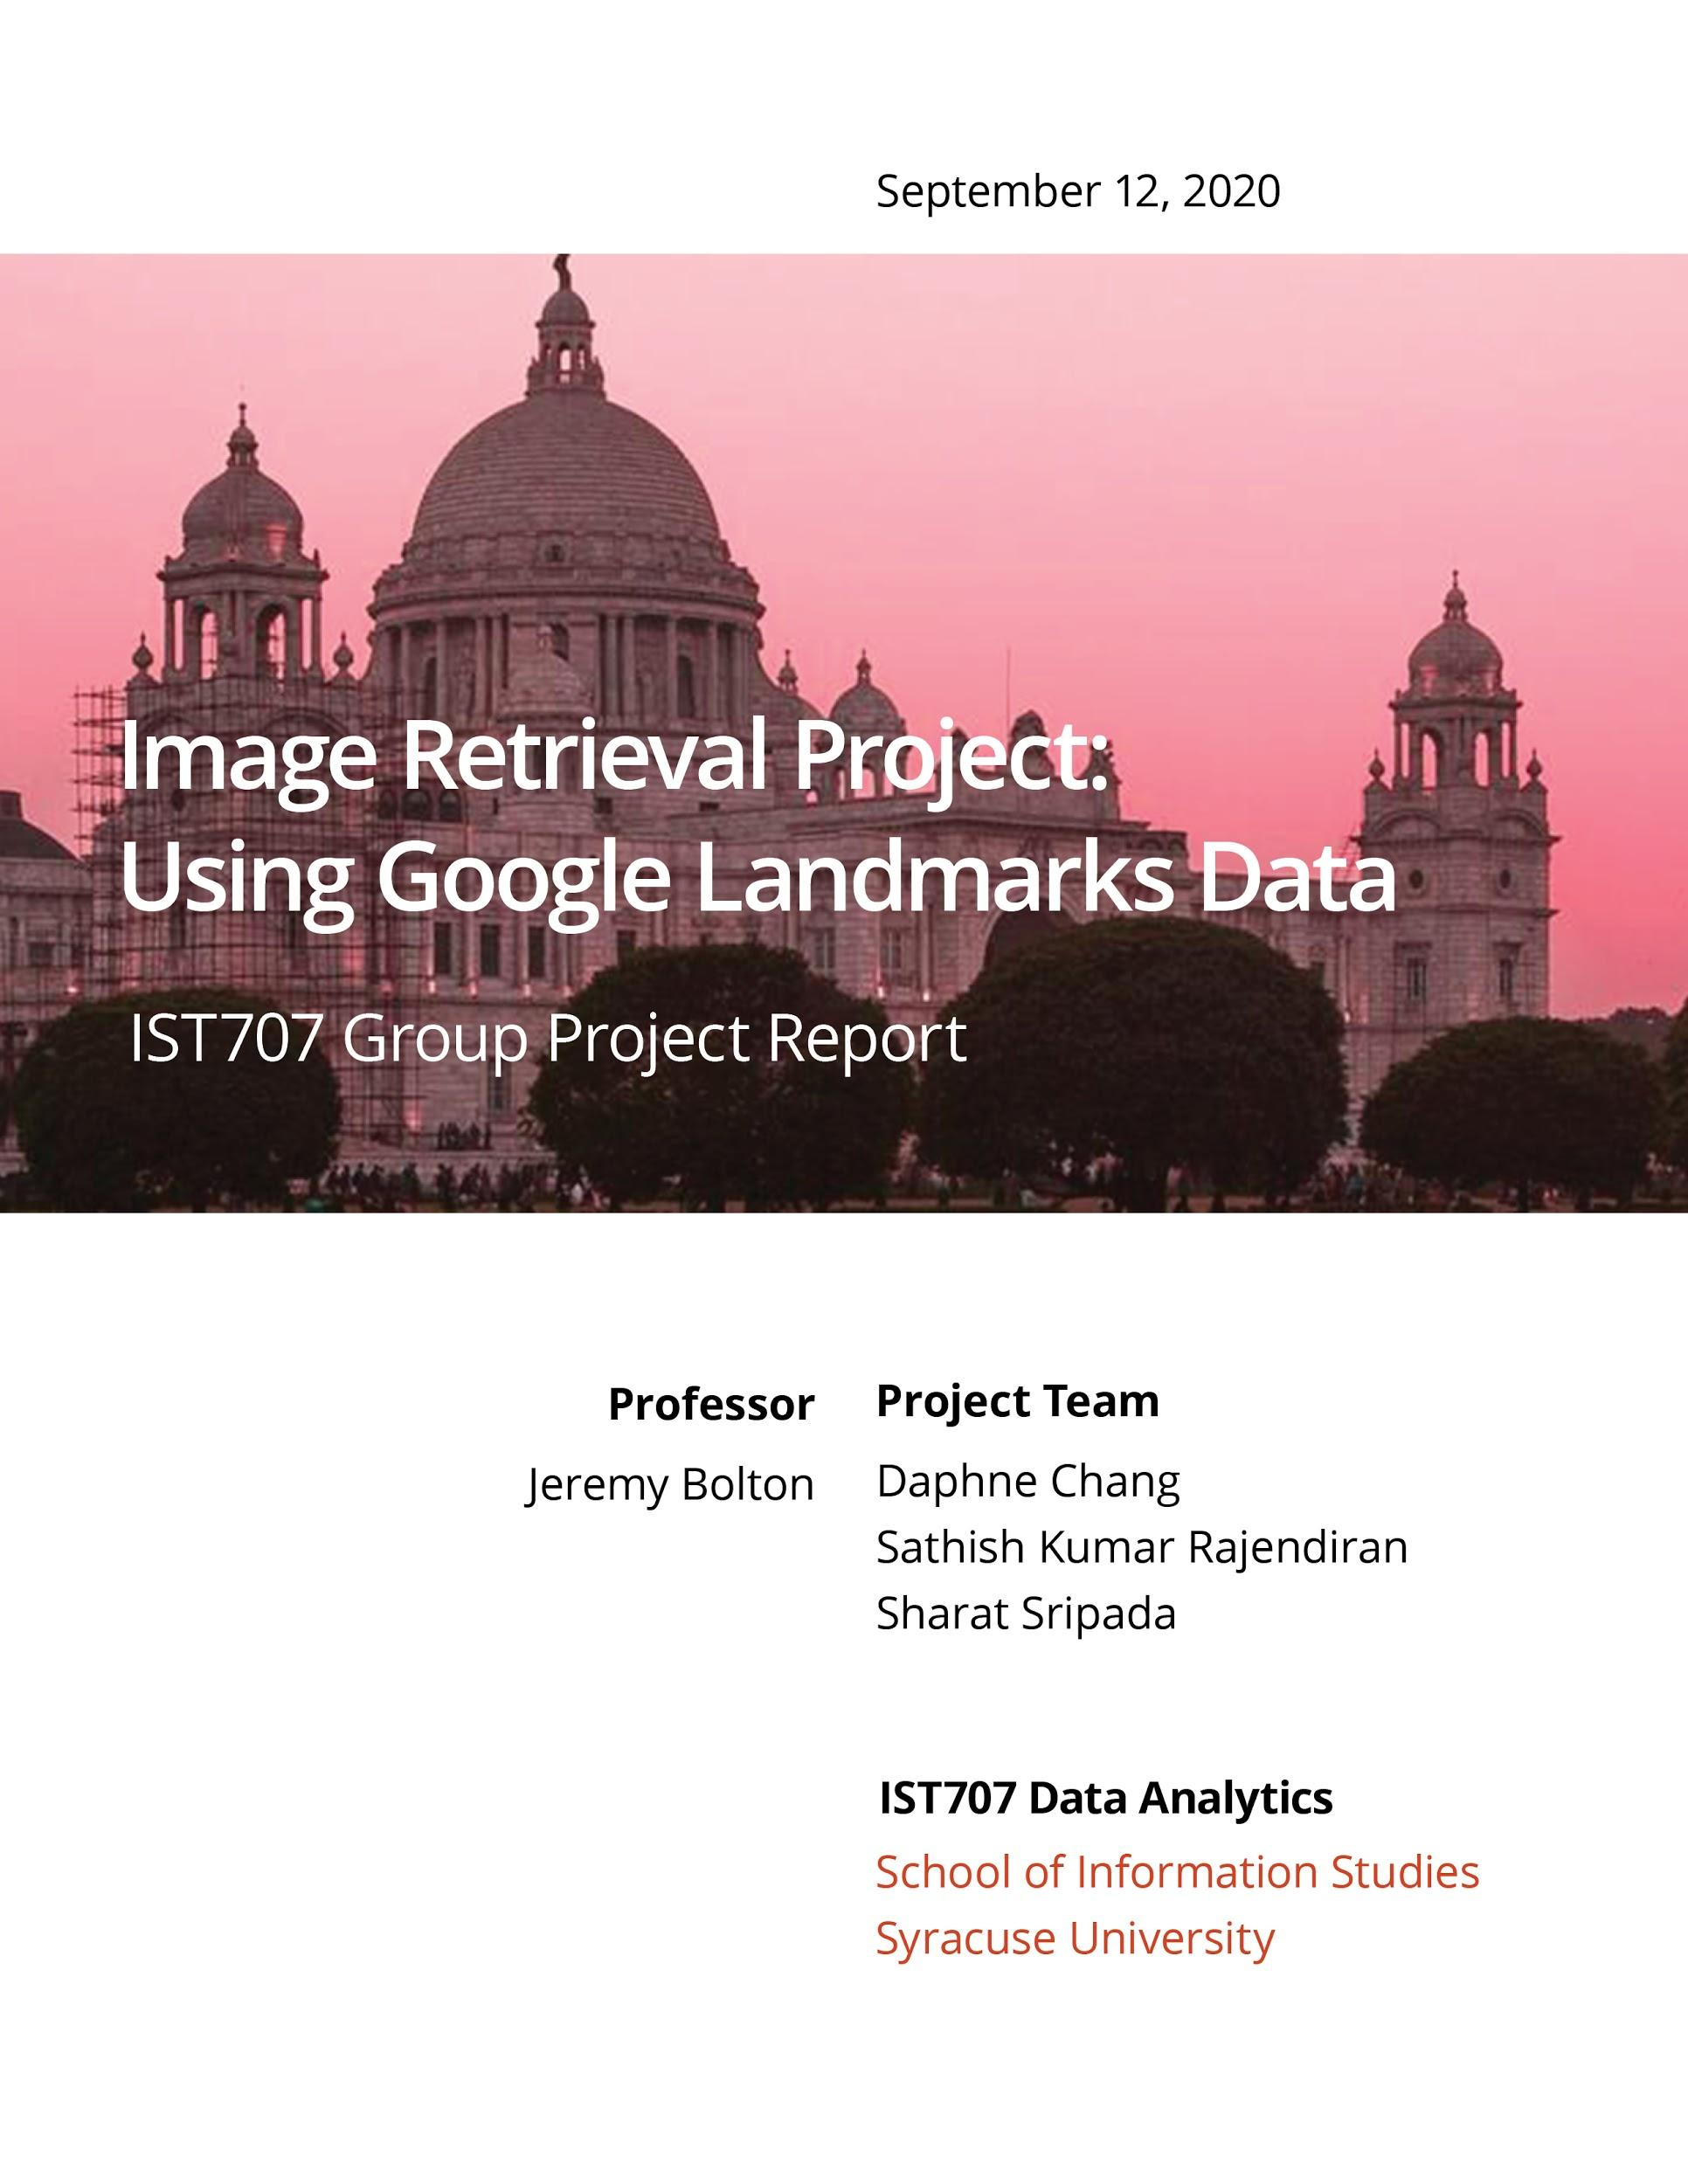 September 12, 2020
Image Retrieval Project:
Using Google Landmarks Data
IST707 Group Project Report
Professor
Jeremy Bolton
Project Team
Daphne Chang
Sathish Kumar Rajendiran
Sharat Sripada
IST707 Data Analytics
School of Information Studies
Syracuse University